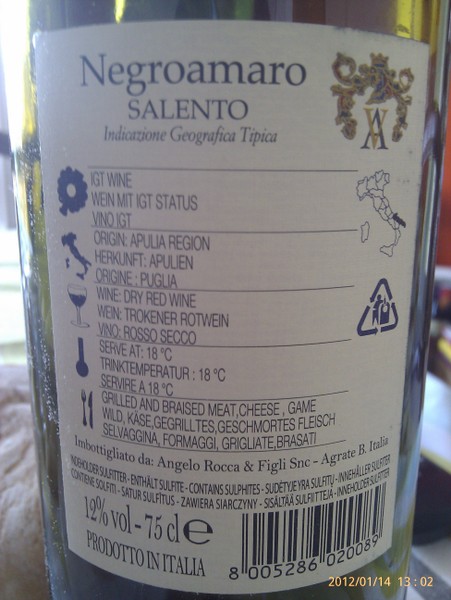 Negroamaro
SALENTO
Indicazione Geografica Tipica
VA
IGT WINE
WEIN MIT IGT STATUS
VINO IGT
ORIGIN: APULIA REGION
HERKUNFT: APULIEN
ORIGINE : PUGLIA
WINE: DRY RED WINE
WEIN: TROKENER ROTWEIN
VINO: ROSSO SECCO
SERVE AT: 18 °C
TRINKTEMPERATUR : 18 °C
SERVIRE A 18 °C
GRILLED AND BRAISED MEAT,CHEESE , GAME
WILD, KÄSE,GEGRILLTES,GESCHMORTES FLEISCH
SELVAGGINA, FORMAGGI, GRIGLIATE,BRASATI
Imbottigliato da: Angelo Rocca & Figli Snc - Agrate B. Italia
INDEHOLDER SULFITTER - ENTHÄLT SULFITE - CONTAINS SULPHITES - SUDĖTYJE YRA SULFITŲ - INNEHÅLLER SULFITER
CONTIENE SOLFITI - SATUR SULFĪTUS - ZAWIERA SIARCZYNY - SISÄLTÄÄ SULFIITTEJA - INNEHOLDER SULFITTER
12% vol - 75 cl e
PRODOTTO IN ITALIA
8 005286 020089
2012/01/14 13:02